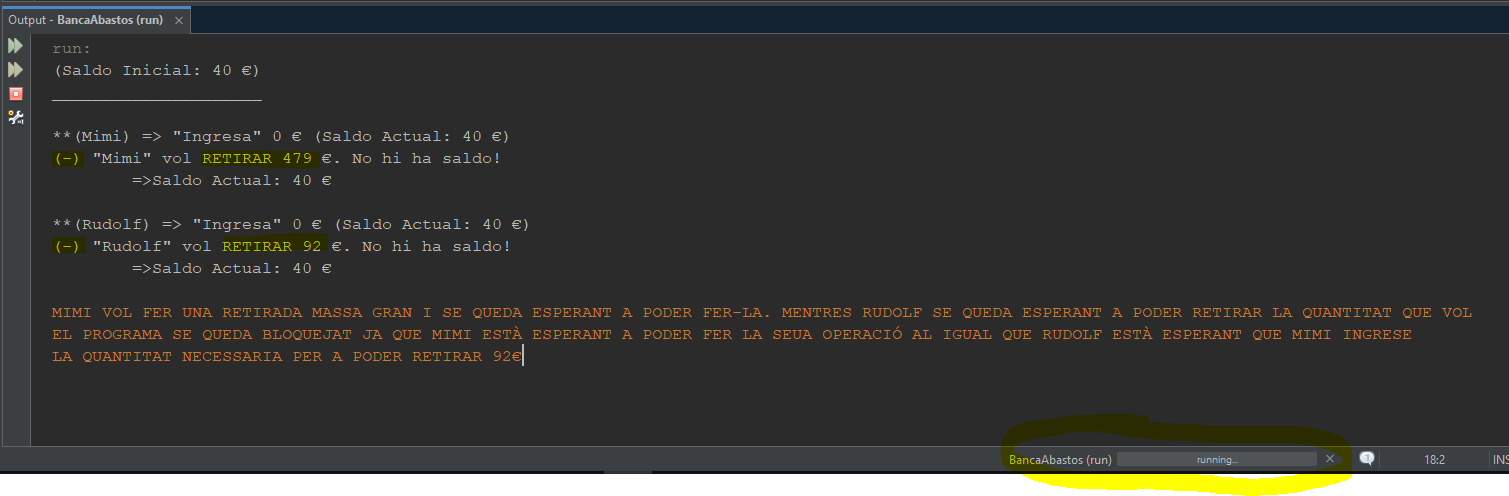 Output - BancaAbastos (run) ×
run:
(Saldo Inicial: 40 €)
_____________________
**(Mimi) => "Ingresa" 0 € (Saldo Actual: 40 €)
(-) "Mimi" vol RETIRAR 479 €. No hi ha saldo!
=>Saldo Actual: 40 €
**(Rudolf) => "Ingresa" 0 € (Saldo Actual: 40 €)
(-) "Rudolf" vol RETIRAR 92 €. No hi ha saldo!
=>Saldo Actual: 40 €
MIMI VOL FER UNA RETIRADA MASSA GRAN I SE QUEDA ESPERANT A PODER FER-LA. MENTRES RUDOLF SE QUEDA ESPERANT A PODER RETIRAR LA QUANTITAT QUE VOL
EL PROGRAMA SE QUEDA BLOQUEJAT JA QUE MIMI ESTÀ ESPERANT A PODER FER LA SEUA OPERACIÓ AL IGUAL QUE RUDOLF ESTÀ ESPERANT QUE MIMI INGRESE
LA QUANTITAT NECESSARIA PER A PODER RETIRAR 92€
BancaAbastos (run) running... × 1 18:2 INS